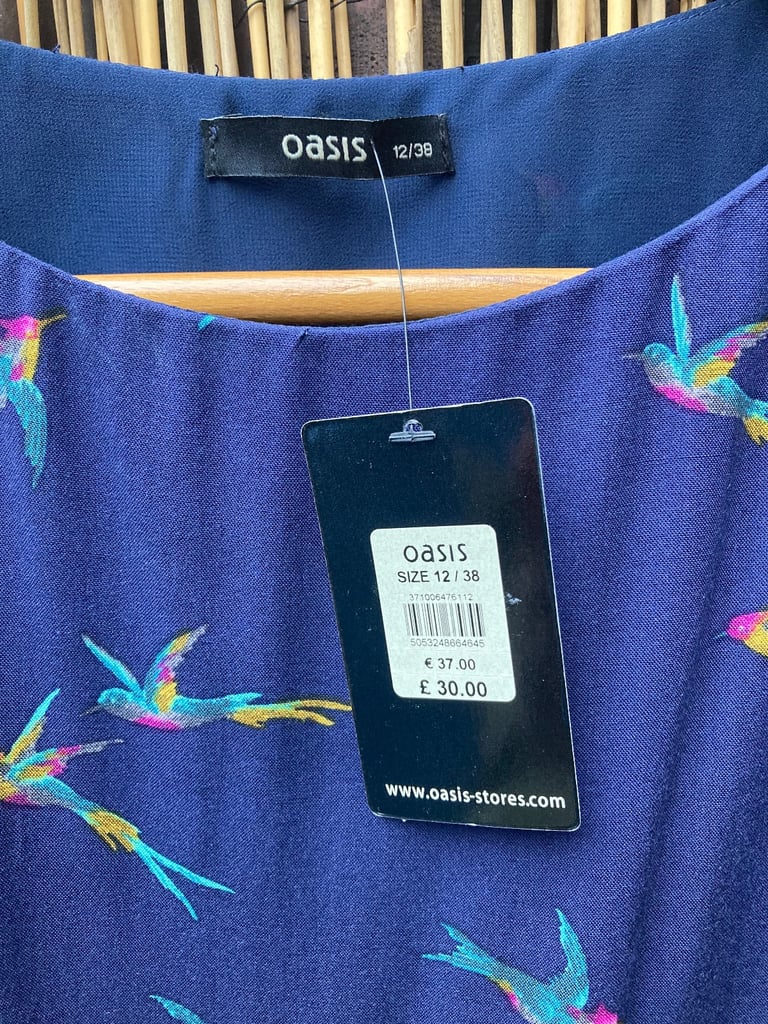 oasis 12/38
oasis
SIZE 12 / 38
371006476112
5053248664645
€ 37.00
£ 30.00
www.oasis-stores.com